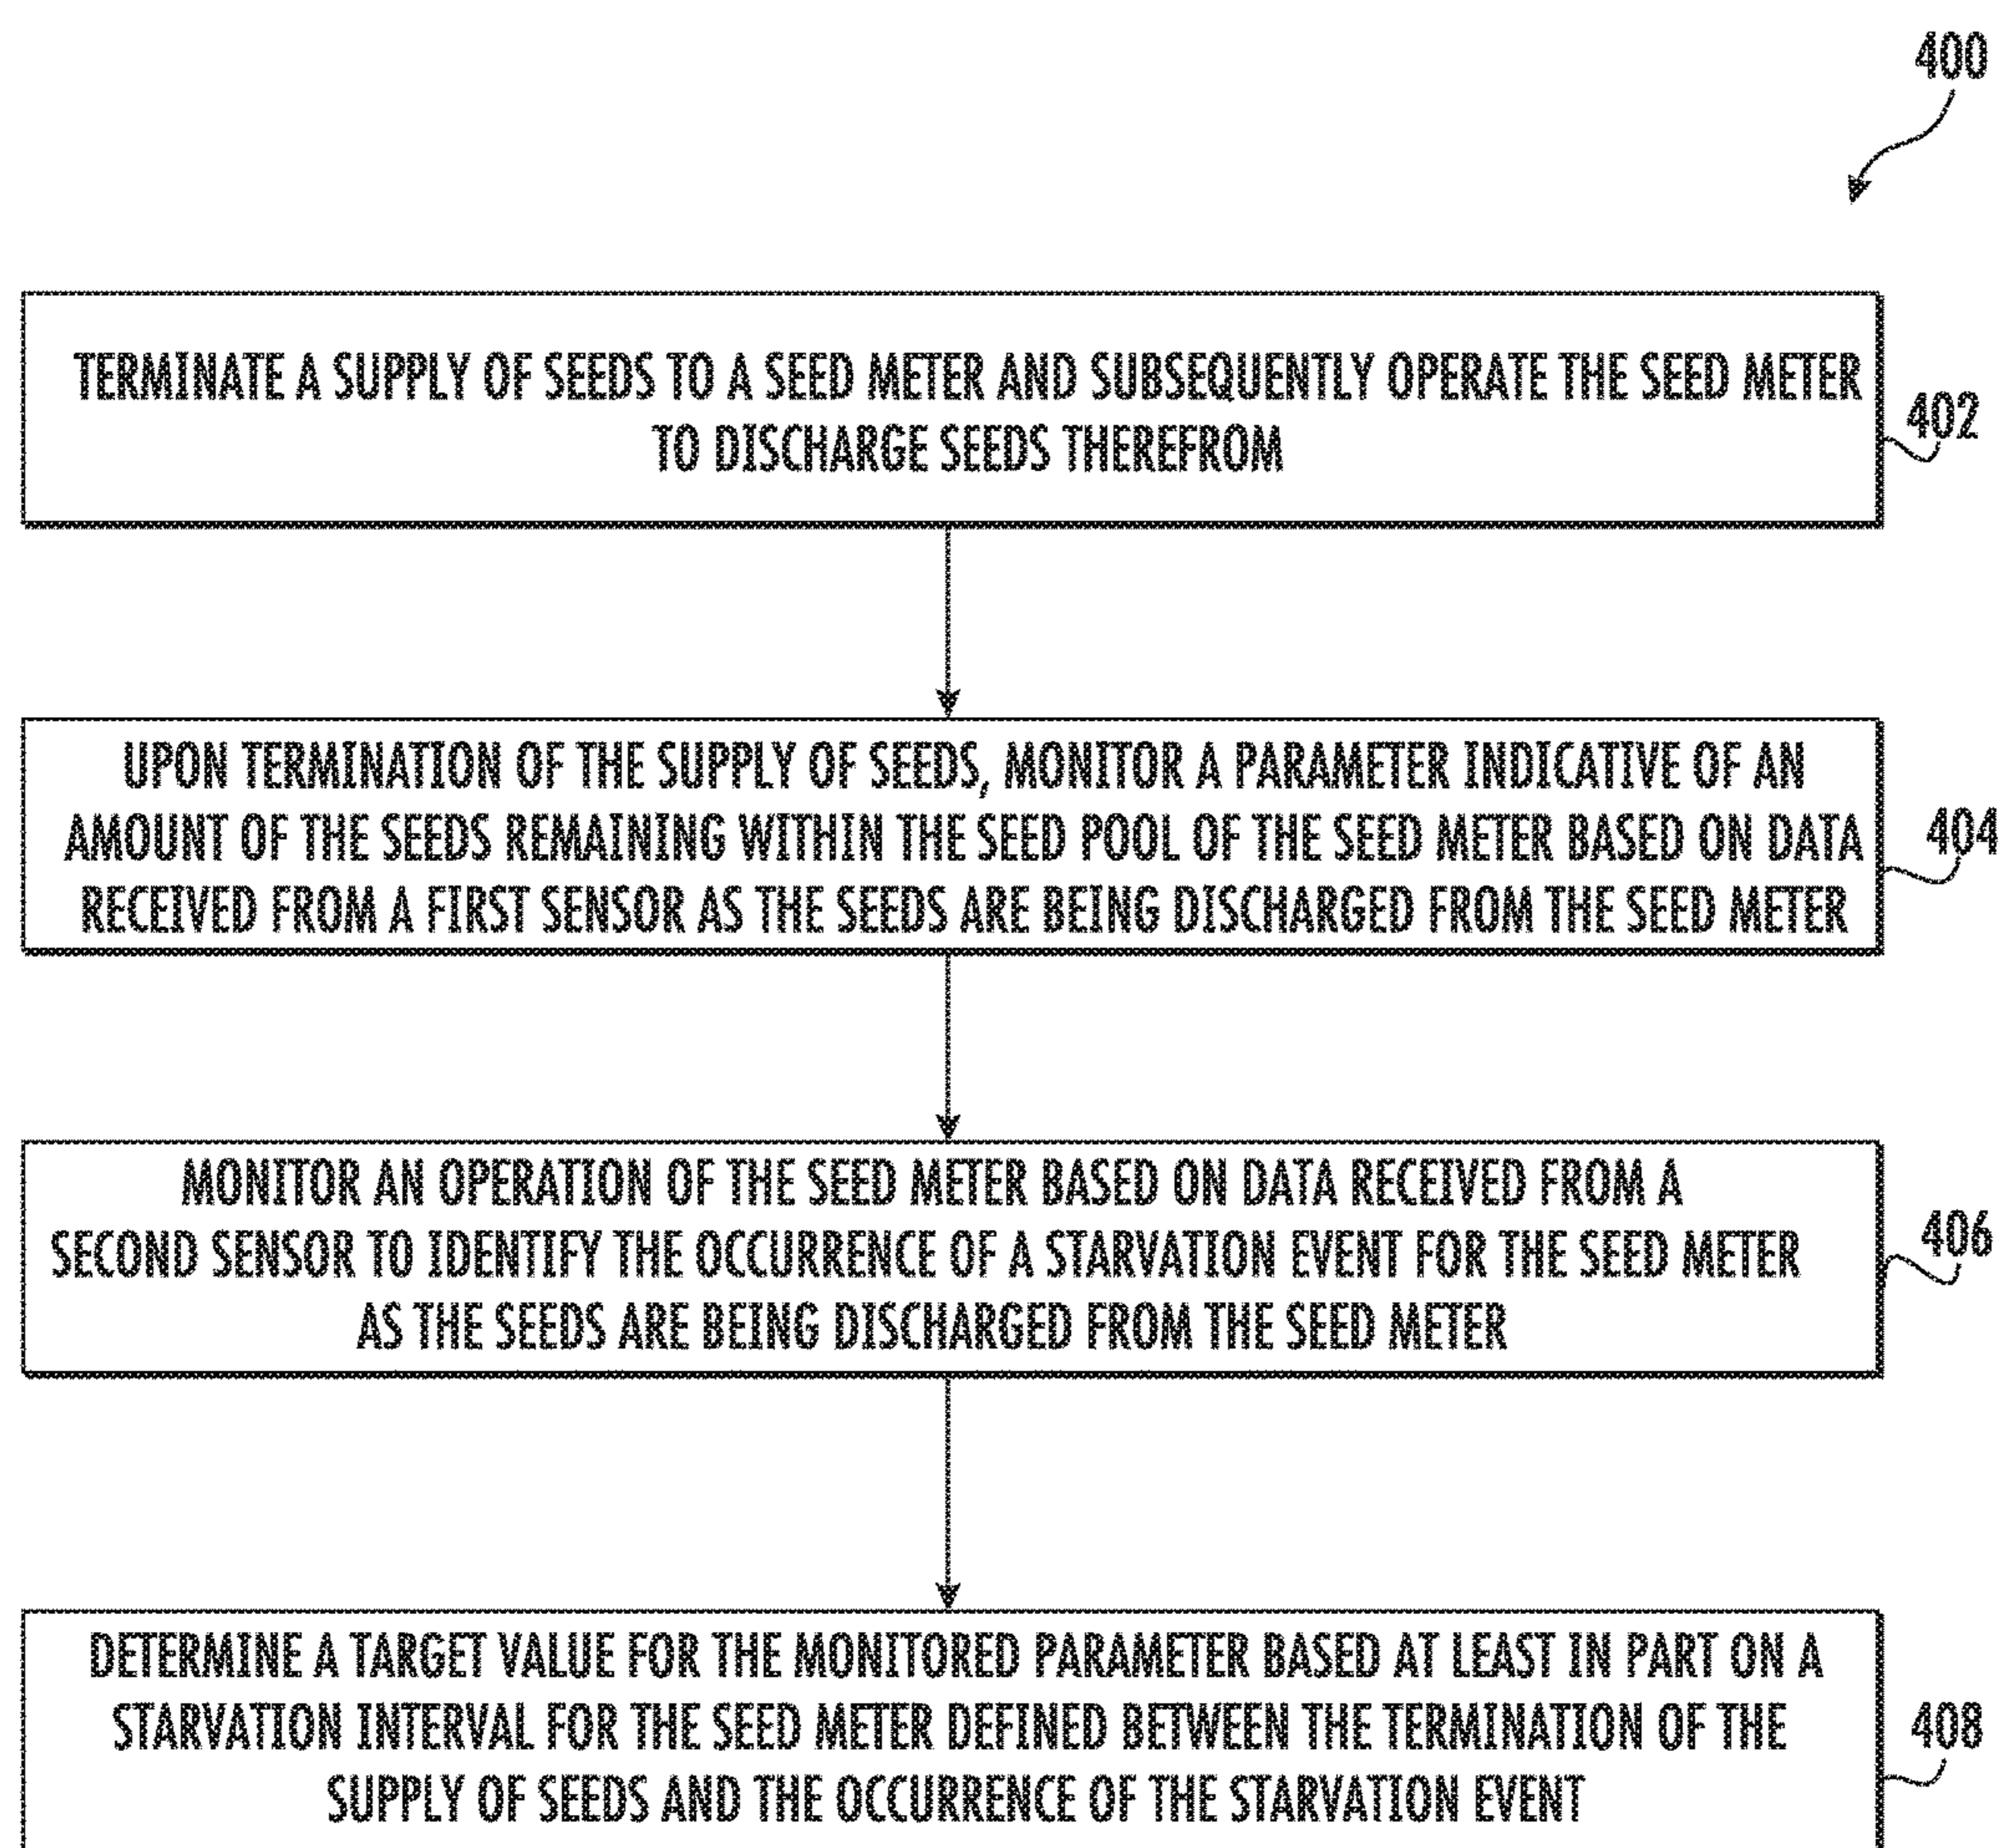 400
TERMINATE A SUPPLY OF SEEDS TO A SEED METER AND SUBSEQUENTLY OPERATE THE SEED METER
TO DISCHARGE SEEDS THEREFROM
402
UPON TERMINATION OF THE SUPPLY OF SEEDS, MONITOR A PARAMETER INDICATIVE OF AN
AMOUNT OF THE SEEDS REMAINING WITHIN THE SEED POOL OF THE SEED METER BASED ON DATA
RECEIVED FROM A FIRST SENSOR AS THE SEEDS ARE BEING DISCHARGED FROM THE SEED METER
404
MONITOR AN OPERATION OF THE SEED METER BASED ON DATA RECEIVED FROM A
SECOND SENSOR TO IDENTIFY THE OCCURRENCE OF A STARVATION EVENT FOR THE SEED METER
AS THE SEEDS ARE BEING DISCHARGED FROM THE SEED METER
406
DETERMINE A TARGET VALUE FOR THE MONITORED PARAMETER BASED AT LEAST IN PART ON A
STARVATION INTERVAL FOR THE SEED METER DEFINED BETWEEN THE TERMINATION OF THE
SUPPLY OF SEEDS AND THE OCCURRENCE OF THE STARVATION EVENT
408